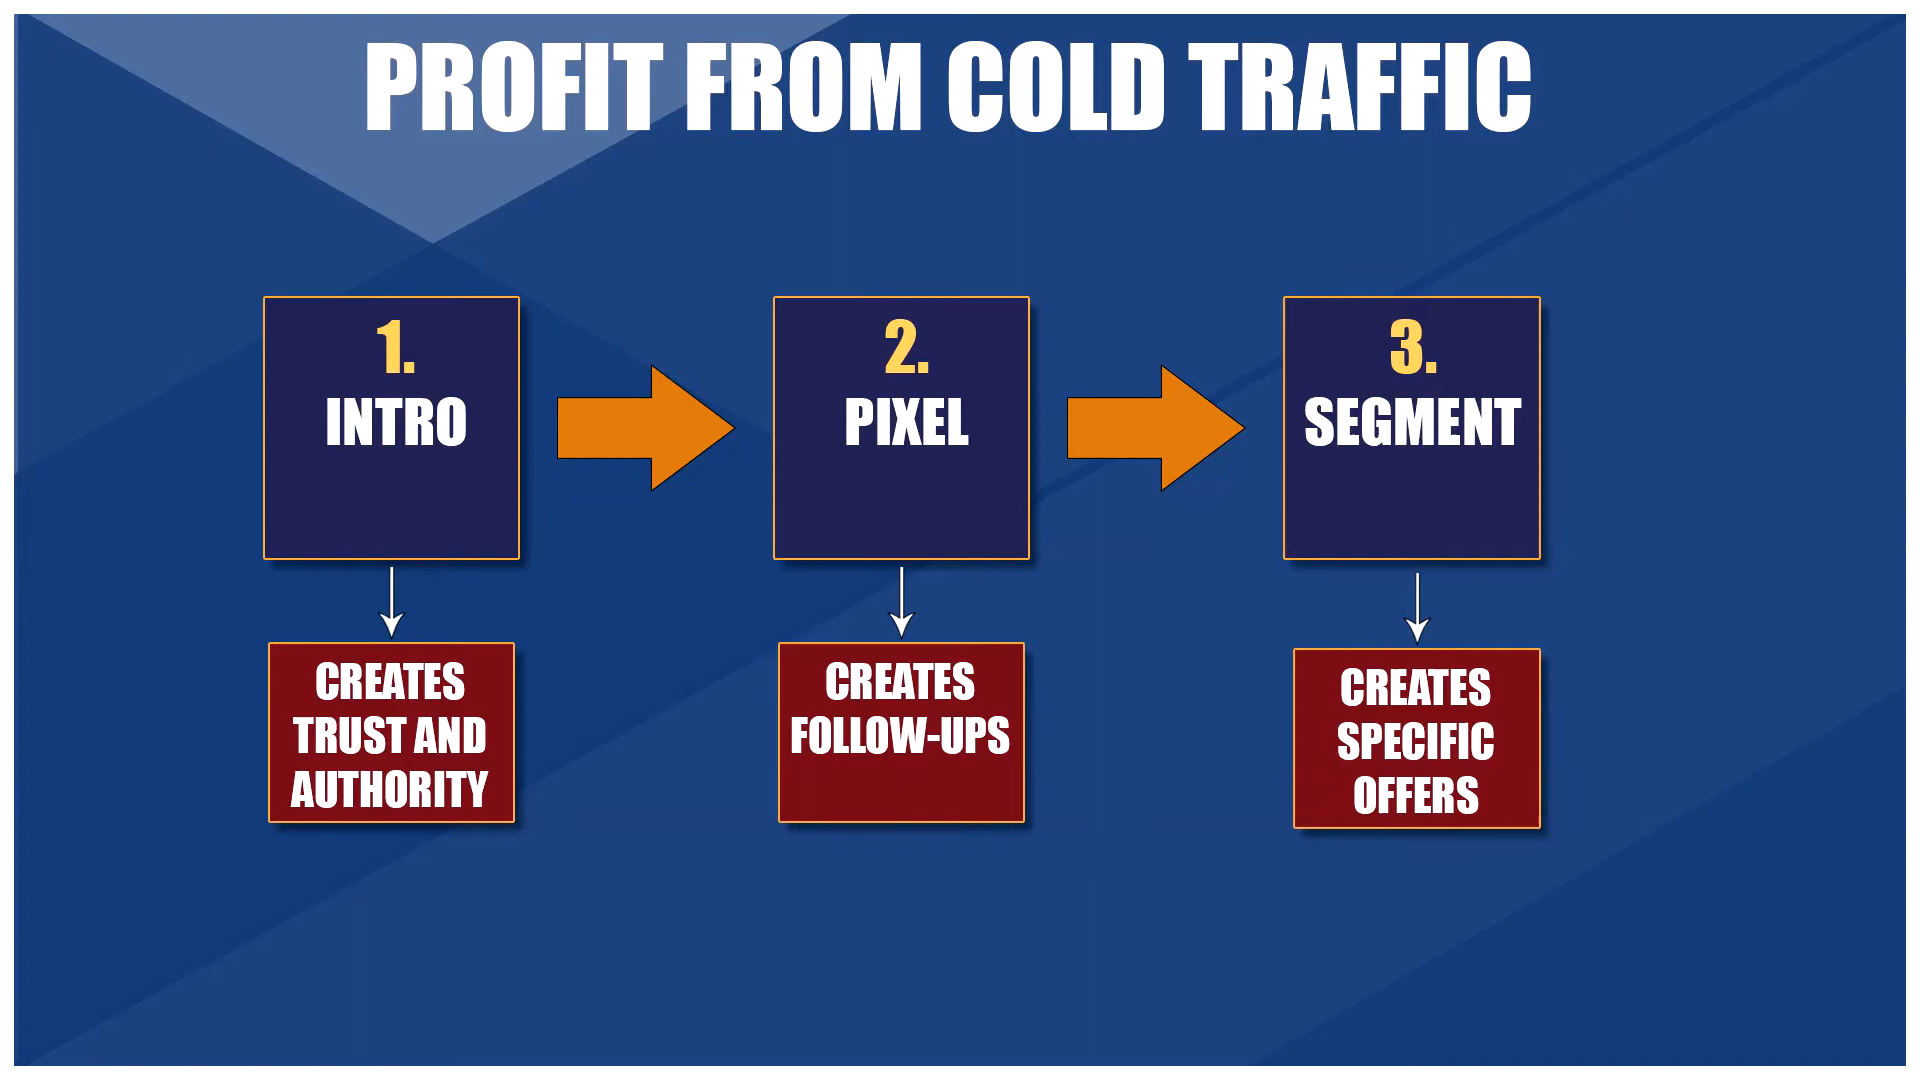 PROFIT FROM COLD TRAFFIC
1.
INTRO
2.
PIXEL
3.
SEGMENT
CREATES
TRUST AND
AUTHORITY
CREATES
FOLLOW-UPS
CREATES
SPECIFIC
OFFERS